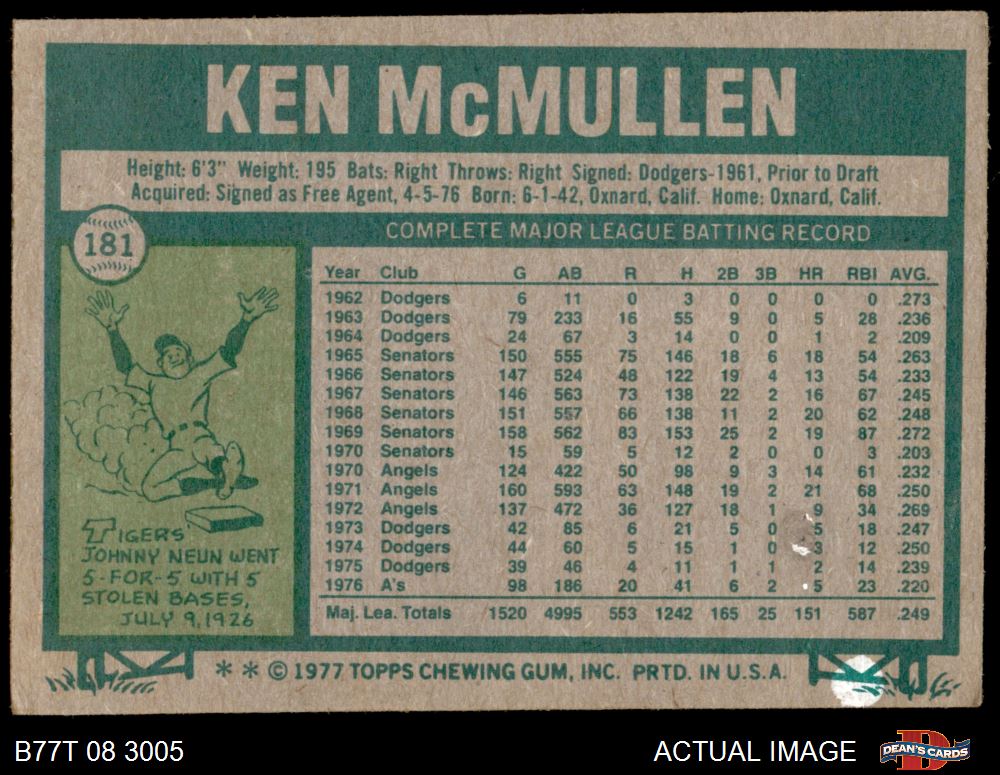 KEN McMULLEN
Height: 6'3" Weight: 195 Bats: Right Throws: Right Signed: Dodgers-1961, Prior to Draft
Acquired: Signed as Free Agent, 4-5-76 Born: 6-1-42, Oxnard, Calif. Home: Oxnard, Calif.
181
COMPLETE MAJOR LEAGUE BATTING RECORD
Year Club G AB R H 2B 3B HR RBI AVG.
1962 Dodgers 6 11 0 3 0 0 0 0 .273
1963 Dodgers 79 233 16 55 9 0 5 28 .236
1964 Dodgers 24 67 3 14 0 0 1 2 .209
1965 Senators 150 555 75 146 18 6 18 54 .263
1966 Senators 147 524 48 122 19 4 13 54 .233
1967 Senators 146 563 73 138 22 2 16 67 .245
1968 Senators 151 557 66 138 11 2 20 62 .248
1969 Senators 158 562 83 153 25 2 19 87 .272
1970 Senators 15 59 5 12 2 0 0 3 .203
1970 Angels 124 422 50 98 9 3 14 61 .232
1971 Angels 160 593 63 148 19 2 21 68 .250
1972 Angels 137 472 36 127 18 1 9 34 .269
1973 Dodgers 42 85 6 21 5 0 5 18 .247
1974 Dodgers 44 60 5 15 1 0 3 12 .250
1975 Dodgers 39 46 4 11 1 1 2 14 .239
1976 A's 98 186 20 41 6 2 5 23 .220
Maj. Lea. Totals 1520 4995 553 1242 165 25 151 587 .249
TIGERS
JOHNNY NEUN WENT
5-FOR-5 WITH 5
STOLEN BASES,
JULY 9, 1926
* * © 1977 TOPPS CHEWING GUM, INC. PRTD. IN U.S.A.
B77T 08 3005
ACTUAL IMAGE
D
DEAN'S CARDS